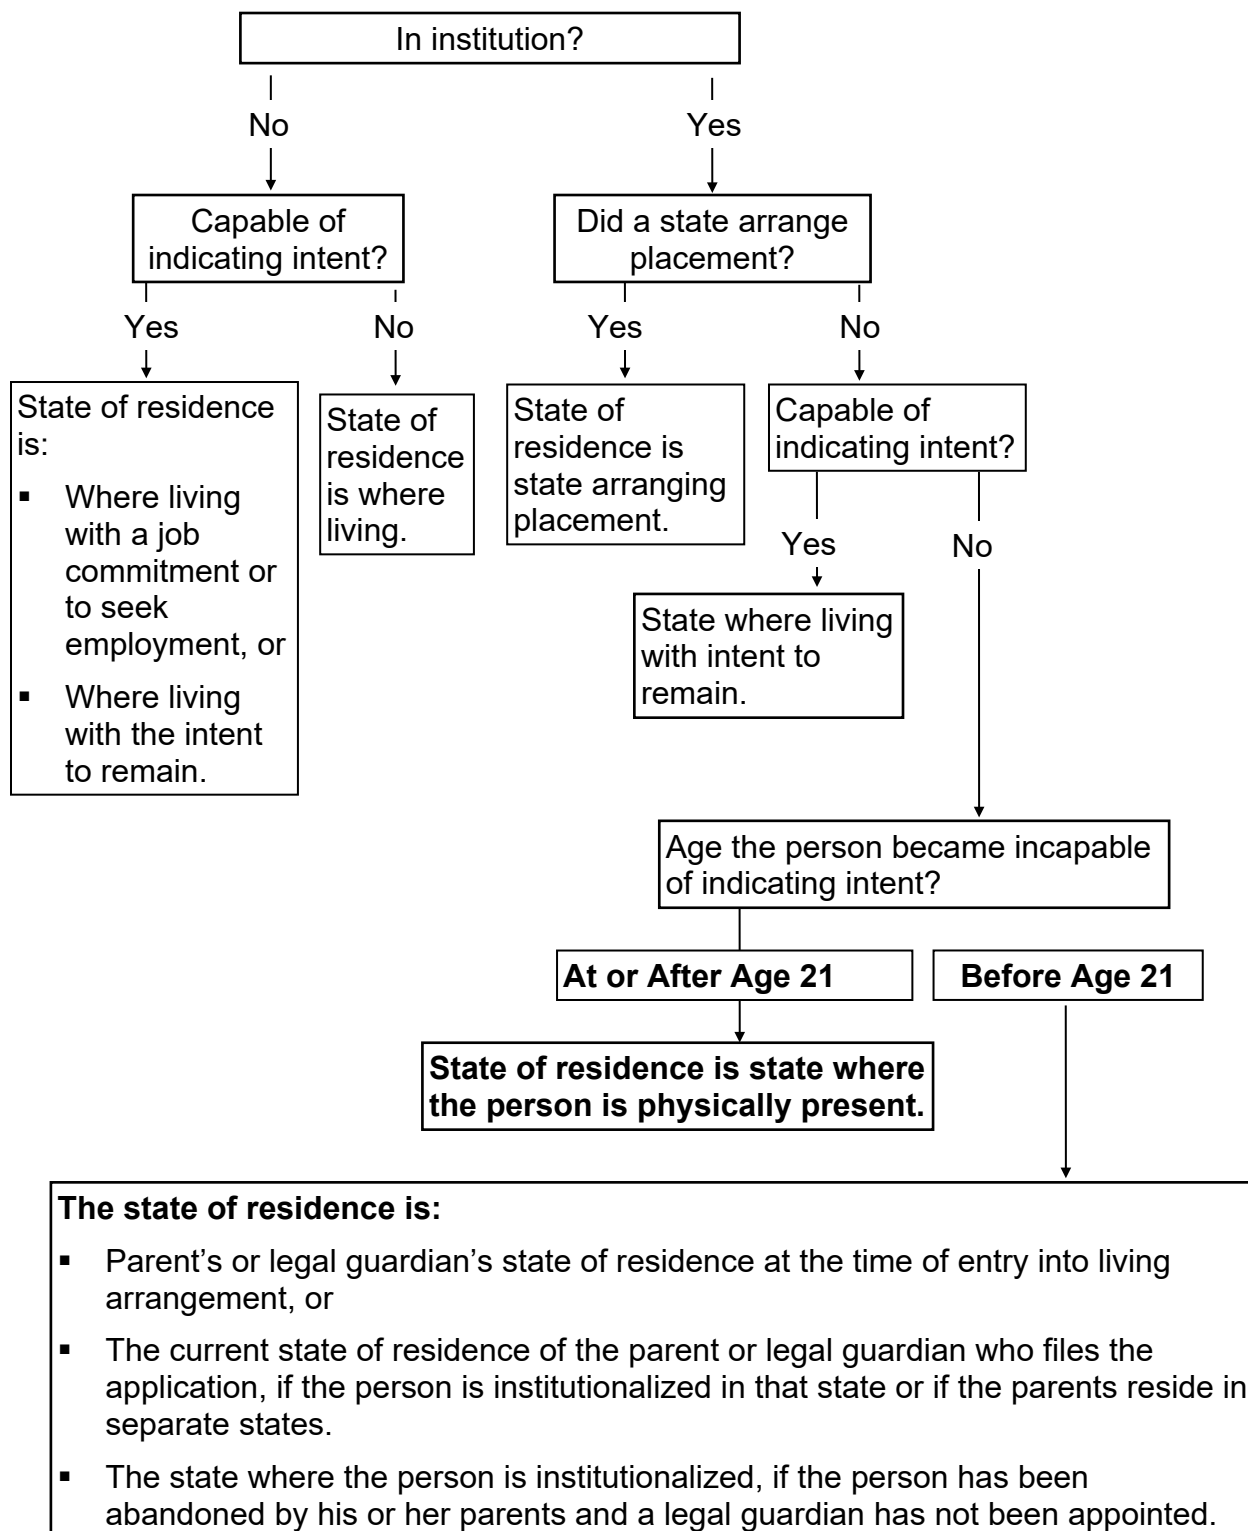 In institution?
No
Yes
Capable of
indicating intent?
Did a state arrange
placement?
Yes
No
Yes
No
State of residence
is:
▪ Where living
with a job
commitment or
to seek
employment, or
▪ Where living
with the intent
to remain.
State of
residence
is where
living.
State of
residence is
state arranging
placement.
Capable of
indicating intent?
Yes
No
State where living
with intent to
remain.
Age the person became incapable
of indicating intent?
At or After Age 21
Before Age 21
State of residence is state where
the person is physically present.
The state of residence is:
▪ Parent’s or legal guardian’s state of residence at the time of entry into living
arrangement, or
▪ The current state of residence of the parent or legal guardian who files the
application, if the person is institutionalized in that state or if the parents reside in
separate states.
▪ The state where the person is institutionalized, if the person has been
abandoned by his or her parents and a legal guardian has not been appointed.